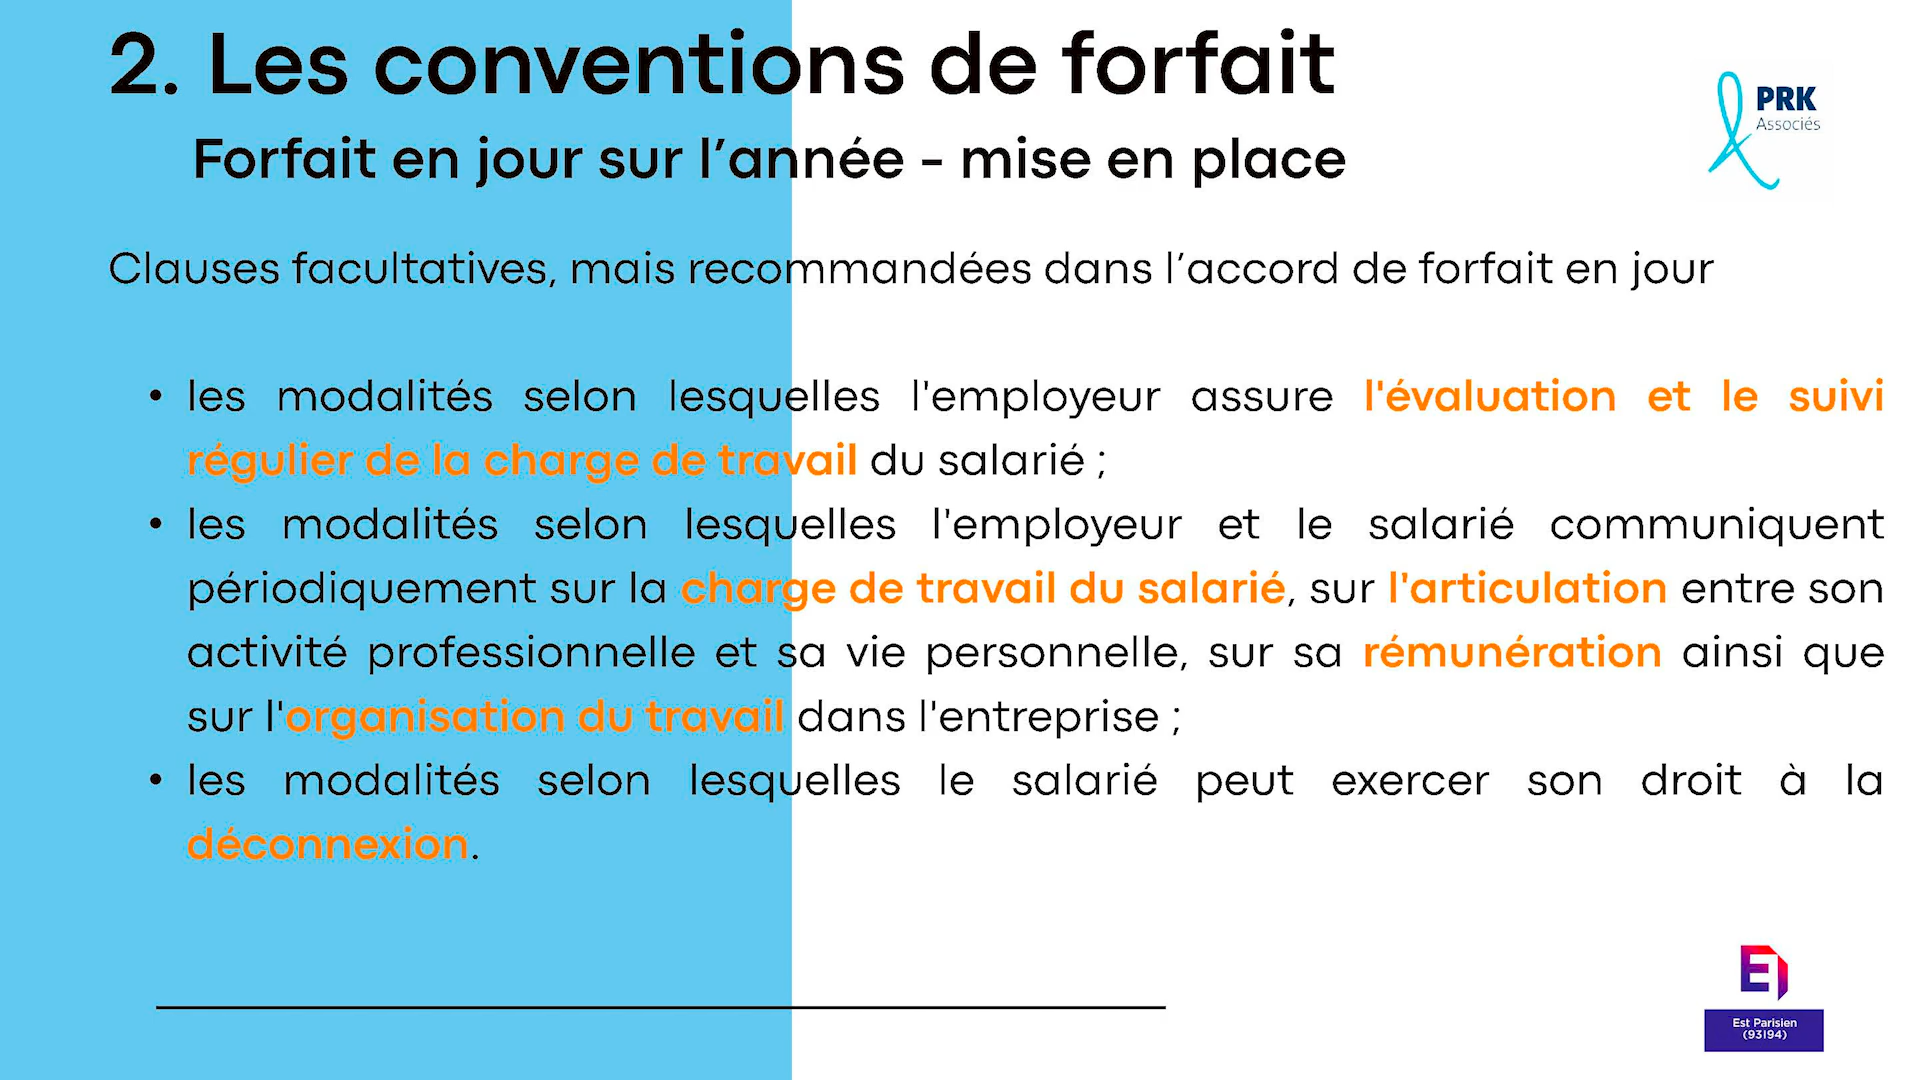 2. Les conventions de forfait
PRK
Associés
Forfait en jour sur l’année - mise en place
Clauses facultatives, mais recommandées dans l’accord de forfait en jour
• les modalités selon lesquelles l'employeur assure l'évaluation et le suivi
régulier de la charge de travail du salarié ;
• les modalités selon lesquelles l'employeur et le salarié communiquent
périodiquement sur la charge de travail du salarié, sur l'articulation entre son
activité professionnelle et sa vie personnelle, sur sa rémunération ainsi que
sur l'organisation du travail dans l'entreprise ;
• les modalités selon lesquelles le salarié peut exercer son droit à la
déconnexion.
Est Parisien
(93|94)